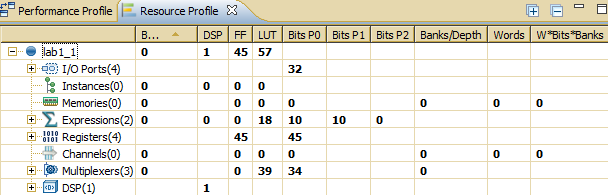 Performance Profile Resource Profile
B... DSP FF LUT Bits P0 Bits P1 Bits P2 Banks/Depth Words W*Bits*Banks
lab1_1 0 1 45 57
I/O Ports(4) 32
Instances(0) 0 0 0 0
Memories(0) 0 0 0 0 0 0 0
Expressions(2) 0 0 0 18 10 10 0
Registers(4) 45 45
Channels(0) 0 0 0 0 0 0 0
Multiplexers(3) 0 0 39 34 0
DSP(1) 1